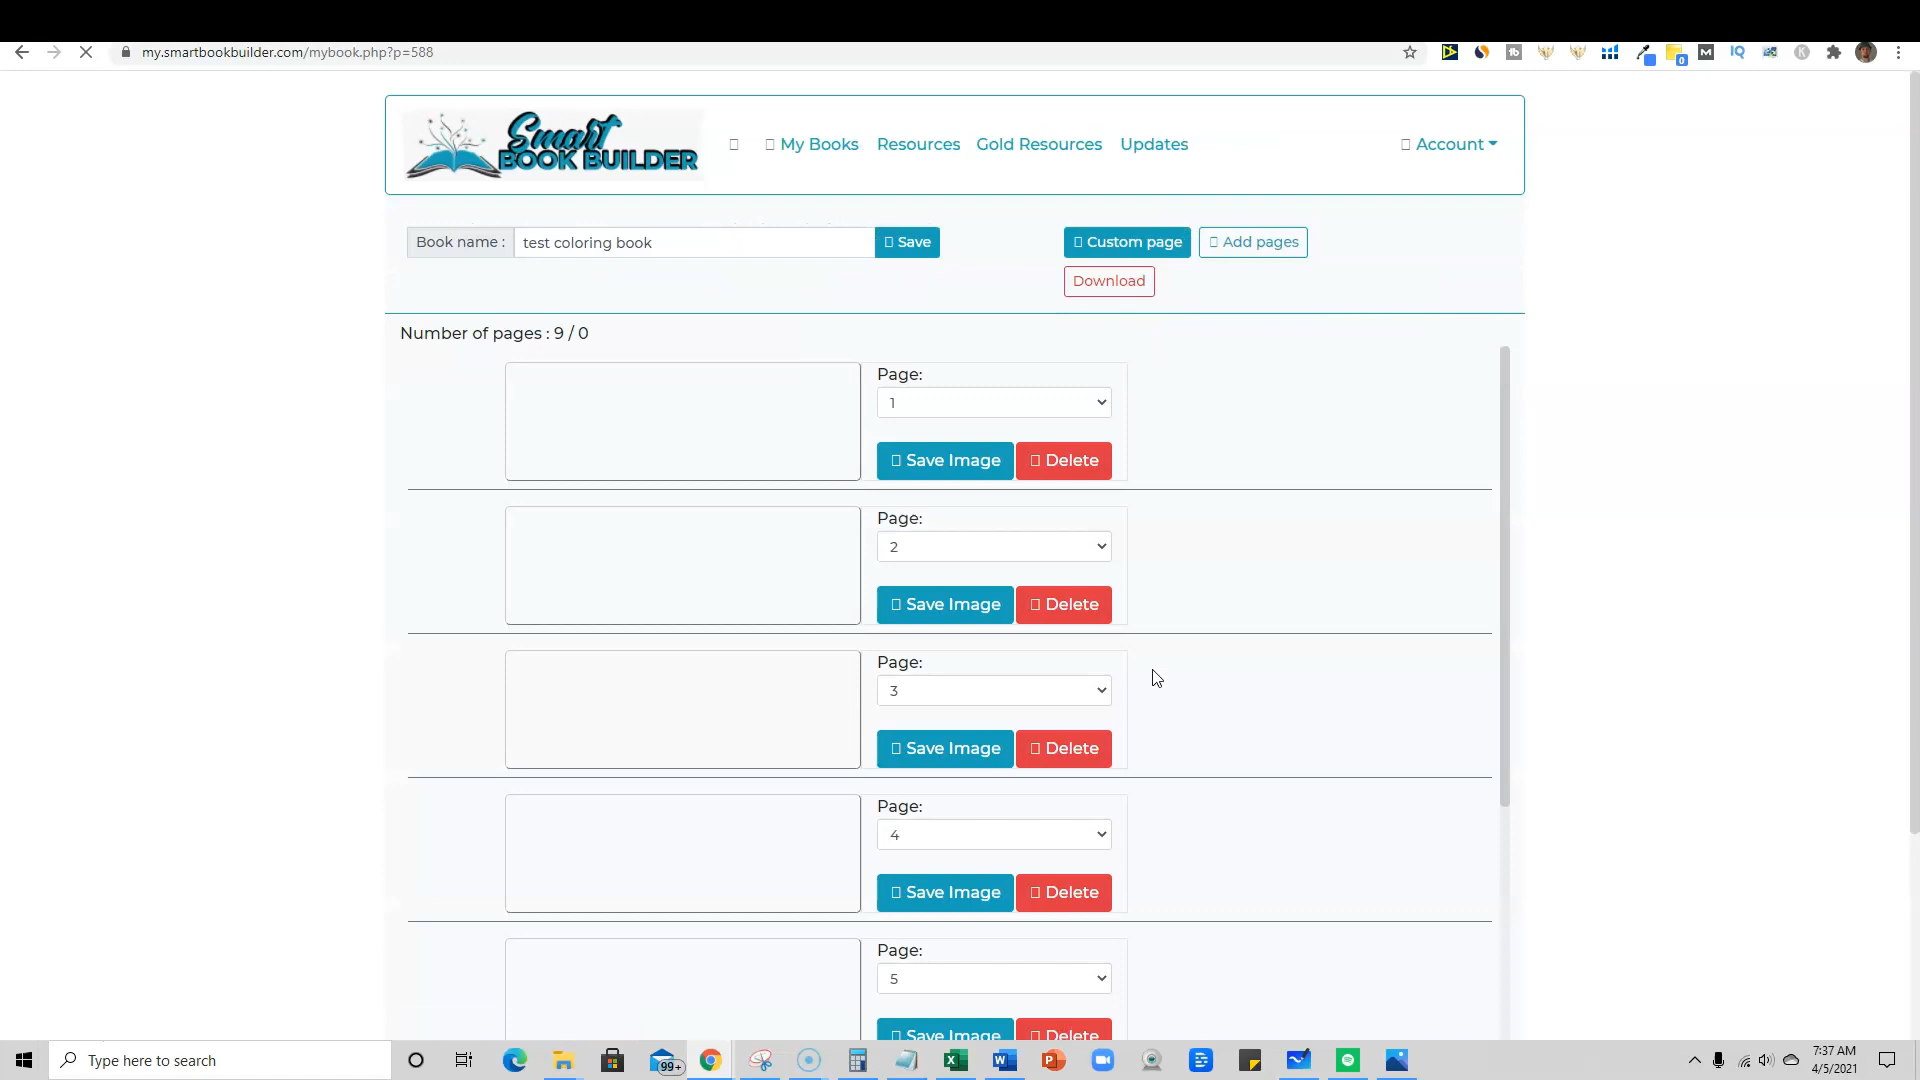 my.smartbookbuilder.com/mybook.php?p=588
Smart
BOOK BUILDER
My Books Resources Gold Resources Updates Account
Book name : test coloring book Save Custom page Add pages
Download
Number of pages : 9 / 0
Page:
1
Save Image Delete
Page:
2
Save Image Delete
Page:
3
Save Image Delete
Page:
4
Save Image Delete
Page:
5
Save Image Delete
Type here to search
99+
7:37 AM
4/5/2021